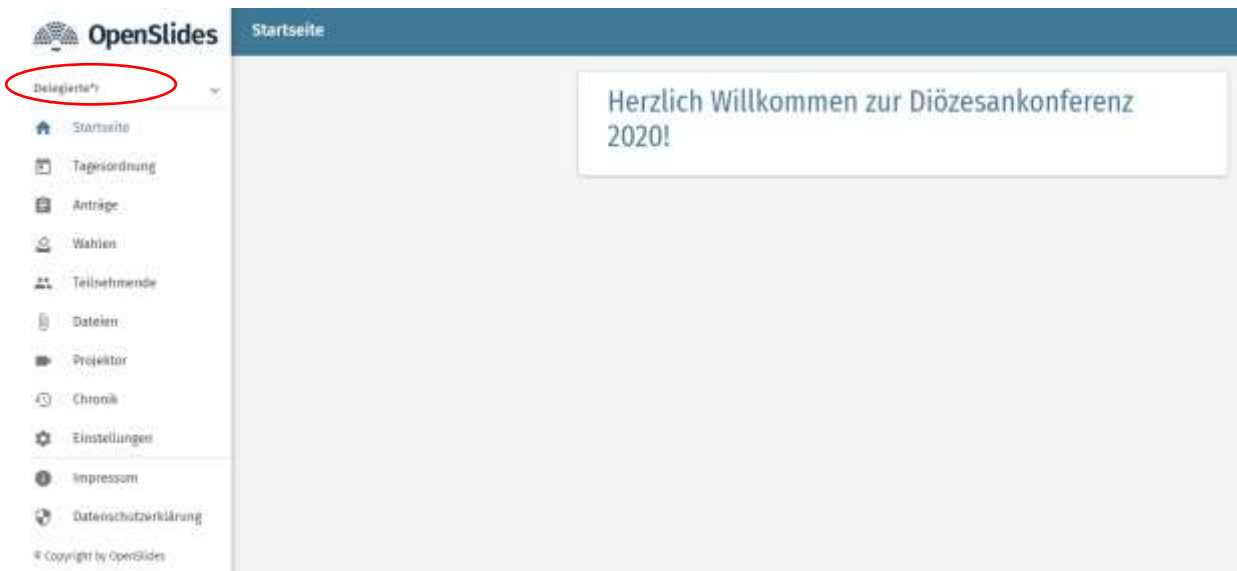 OpenSlides
Startseite
Delegierte*r
Herzlich Willkommen zur Diözesankonferenz
2020!
Startseite
Tagesordnung
Anträge
Wahlen
Teilnehmende
Dateien
Projektor
Chronik
Einstellungen
Impressum
Datenschutzerklärung
© Copyright by OpenSlides